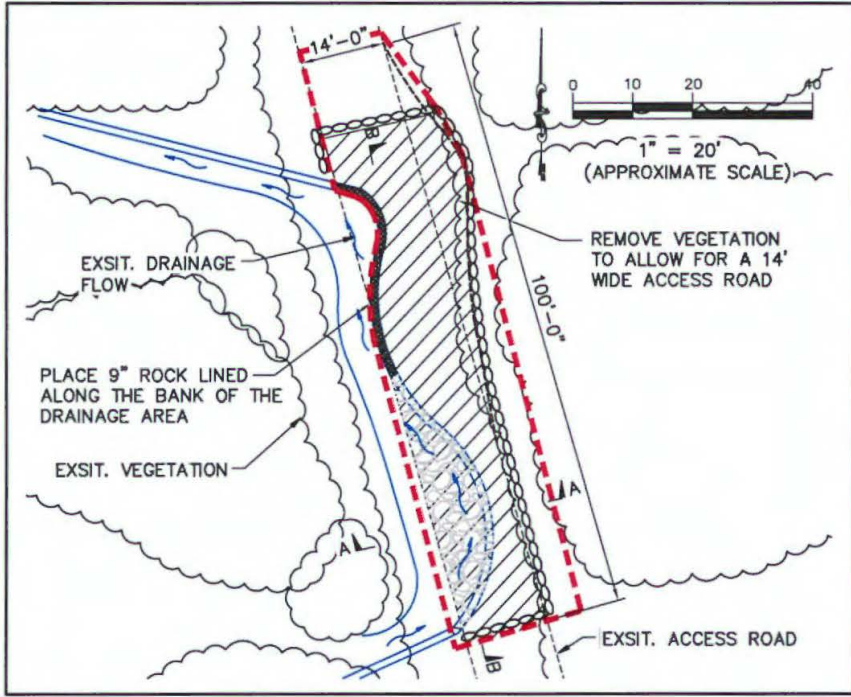 14'-0"
0 10 20 40
1" = 20'
(APPROXIMATE SCALE)
B
EXSIT. DRAINAGE
FLOW
REMOVE VEGETATION
TO ALLOW FOR A 14'
WIDE ACCESS ROAD
100'-0"
PLACE 9" ROCK LINED
ALONG THE BANK OF THE
DRAINAGE AREA
EXSIT. VEGETATION
A
A
EXSIT. ACCESS ROAD
B